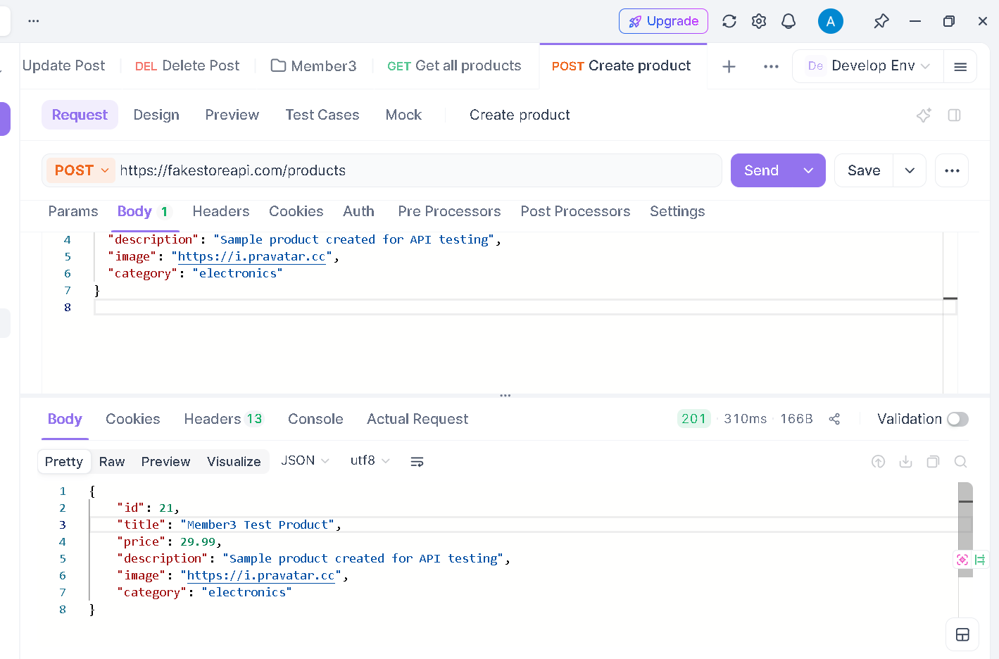 Upgrade
A
Update Post
DEL Delete Post
Member3
GET Get all products
POST Create product
De Develop Env
Request Design Preview Test Cases Mock Create product
POST https://fakestoreapi.com/products Send Save
Params Body 1 Headers Cookies Auth Pre Processors Post Processors Settings
4 "description": "Sample product created for API testing",
5 "image": "https://i.pravatar.cc",
6 "category": "electronics"
7 }
8
Body Cookies Headers 13 Console Actual Request 201 · 310ms · 166B Validation
Pretty Raw Preview Visualize JSON utf8
1 {
2 "id": 21,
3 "title": "Member3 Test Product",
4 "price": 29.99,
5 "description": "Sample product created for API testing",
6 "image": "https://i.pravatar.cc",
7 "category": "electronics"
8 }